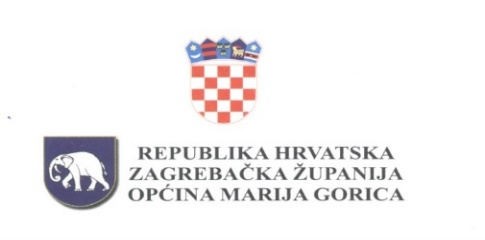 REPUBLIKA HRVATSKA
ZAGREBAČKA ŽUPANIJA
OPĆINA MARIJA GORICA